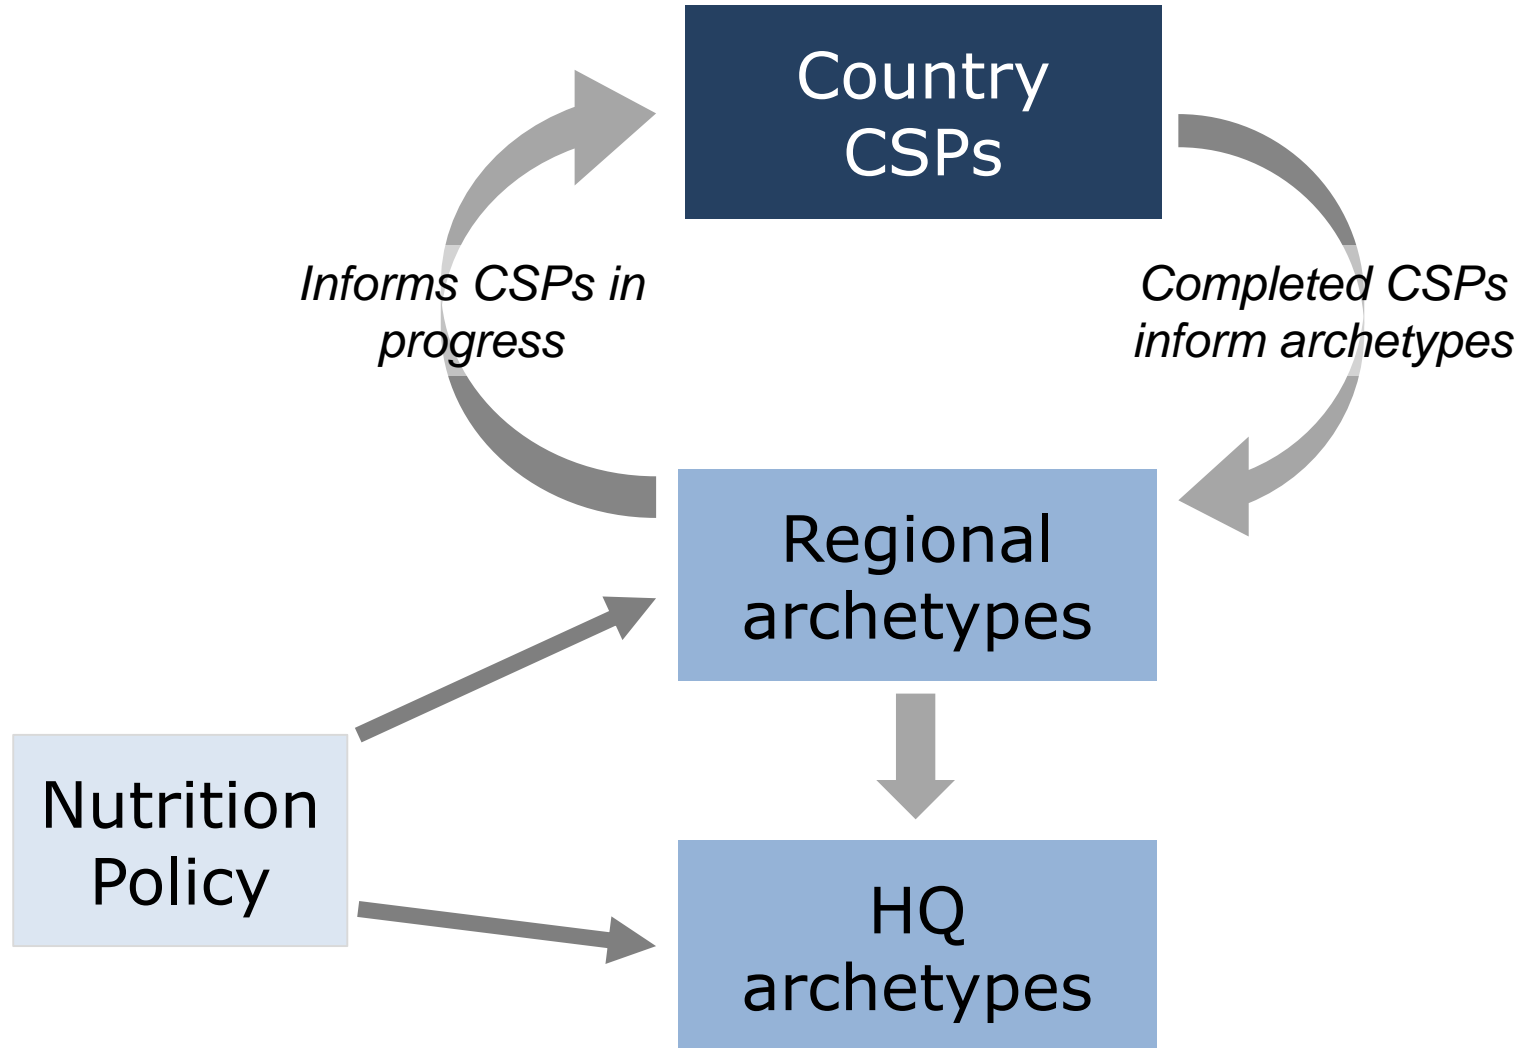 Country
CSPs
Informs CSPs in
progress
Completed CSPs
inform archetypes
Regional
archetypes
Nutrition
Policy
HQ
archetypes